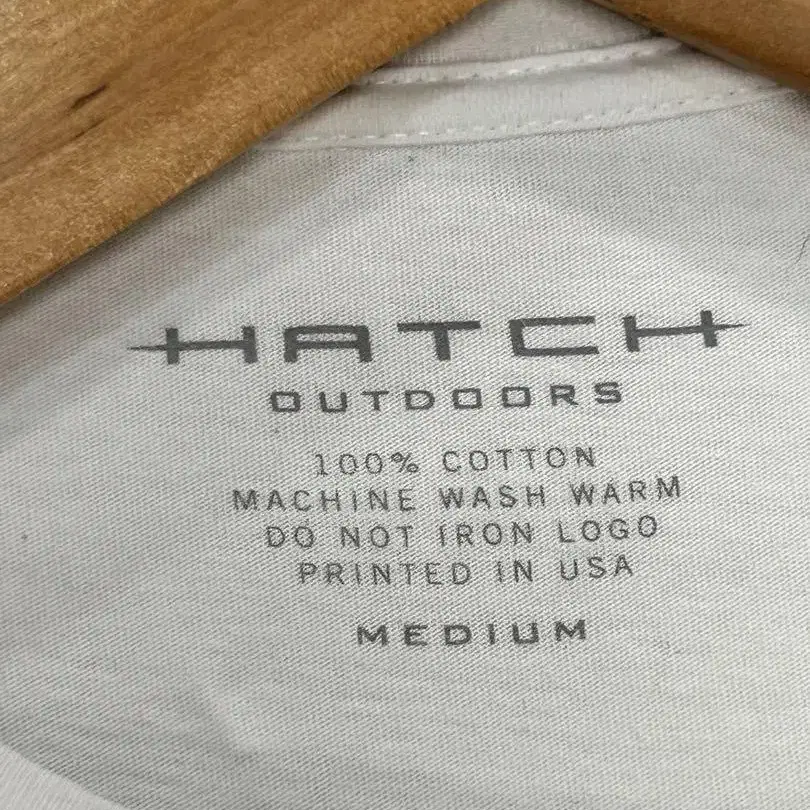 HATCH
OUTDOORS
100% COTTON
MACHINE WASH WARM
DO NOT IRON LOGO
PRINTED IN USA
MEDIUM